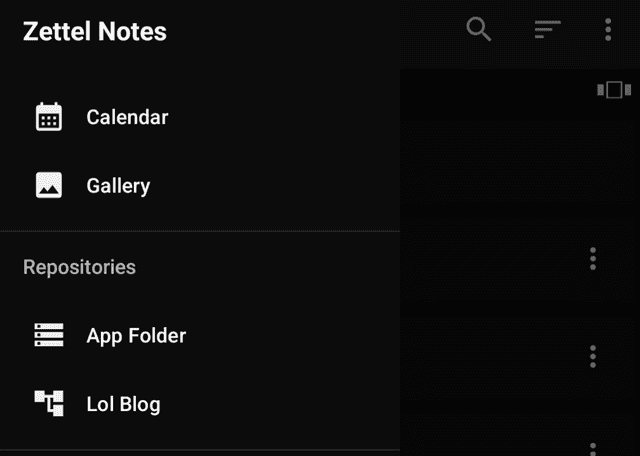 Zettel Notes
Calendar
Gallery
Repositories
App Folder
Lol Blog